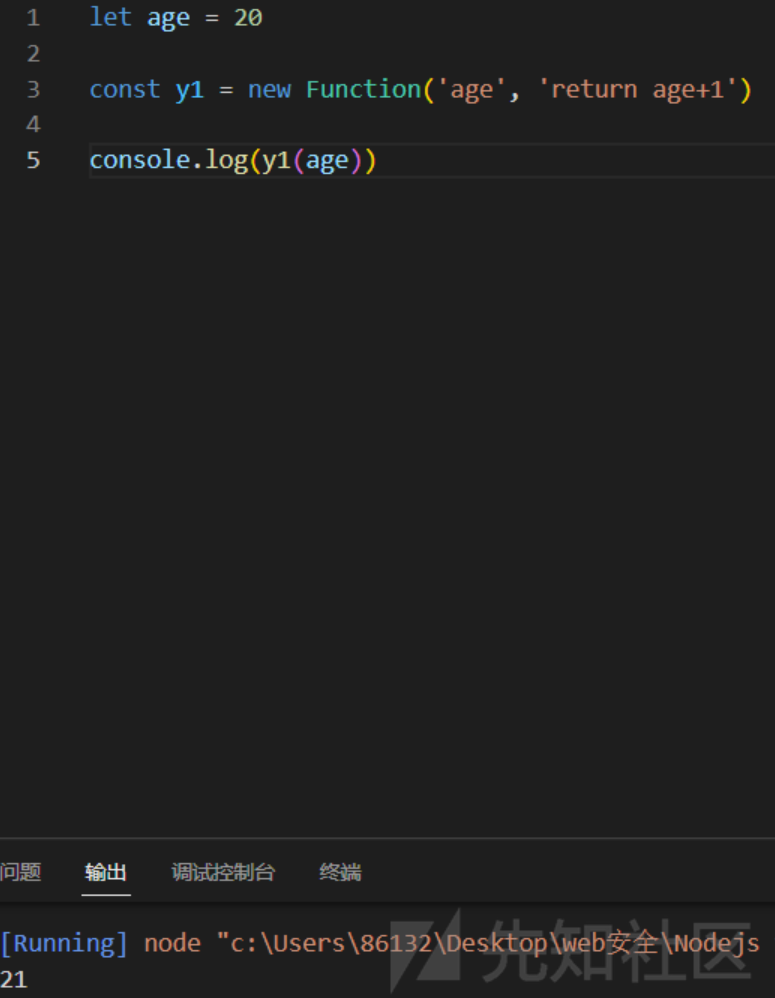 1 let age = 20
2
3 const y1 = new Function('age', 'return age+1')
4
5 console.log(y1(age))
问题 输出 调试控制台 终端
[Running] node "c:\Users\86132\Desktop\web安全\Nodejs
21
先知社区